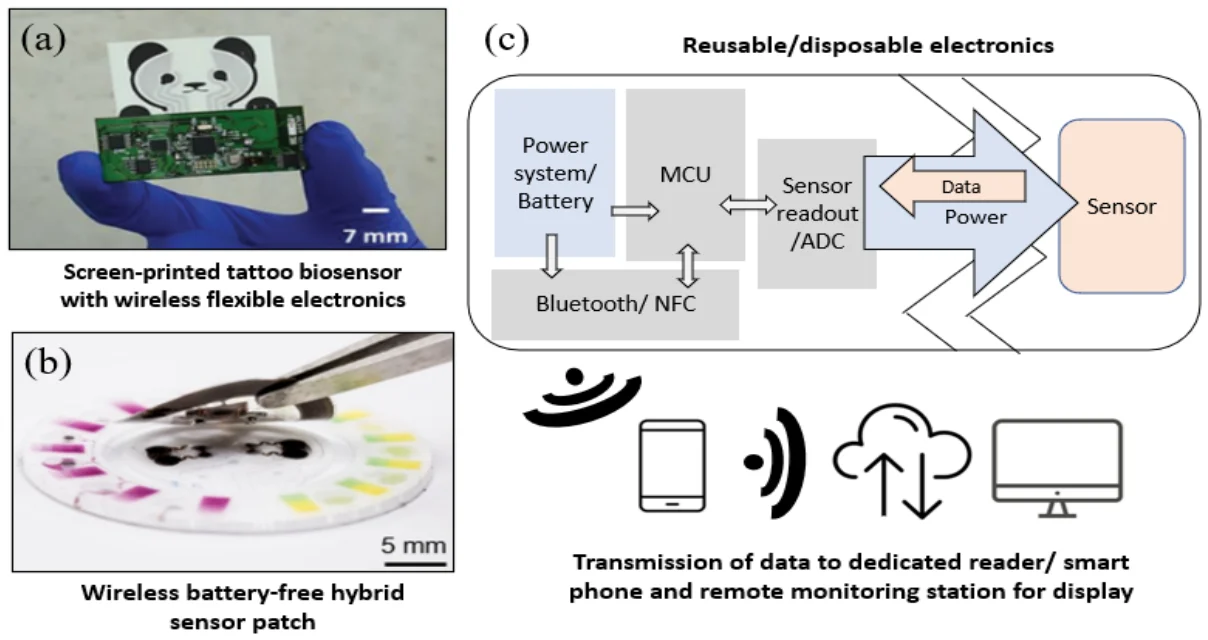 (a)
7 mm
Screen-printed tattoo biosensor
with wireless flexible electronics
(b)
5 mm
Wireless battery-free hybrid
sensor patch
(c)
Reusable/disposable electronics
Power
system/
Battery
MCU
Sensor
readout
/ADC
Data
Power
Sensor
Bluetooth/ NFC
Transmission of data to dedicated reader/ smart
phone and remote monitoring station for display